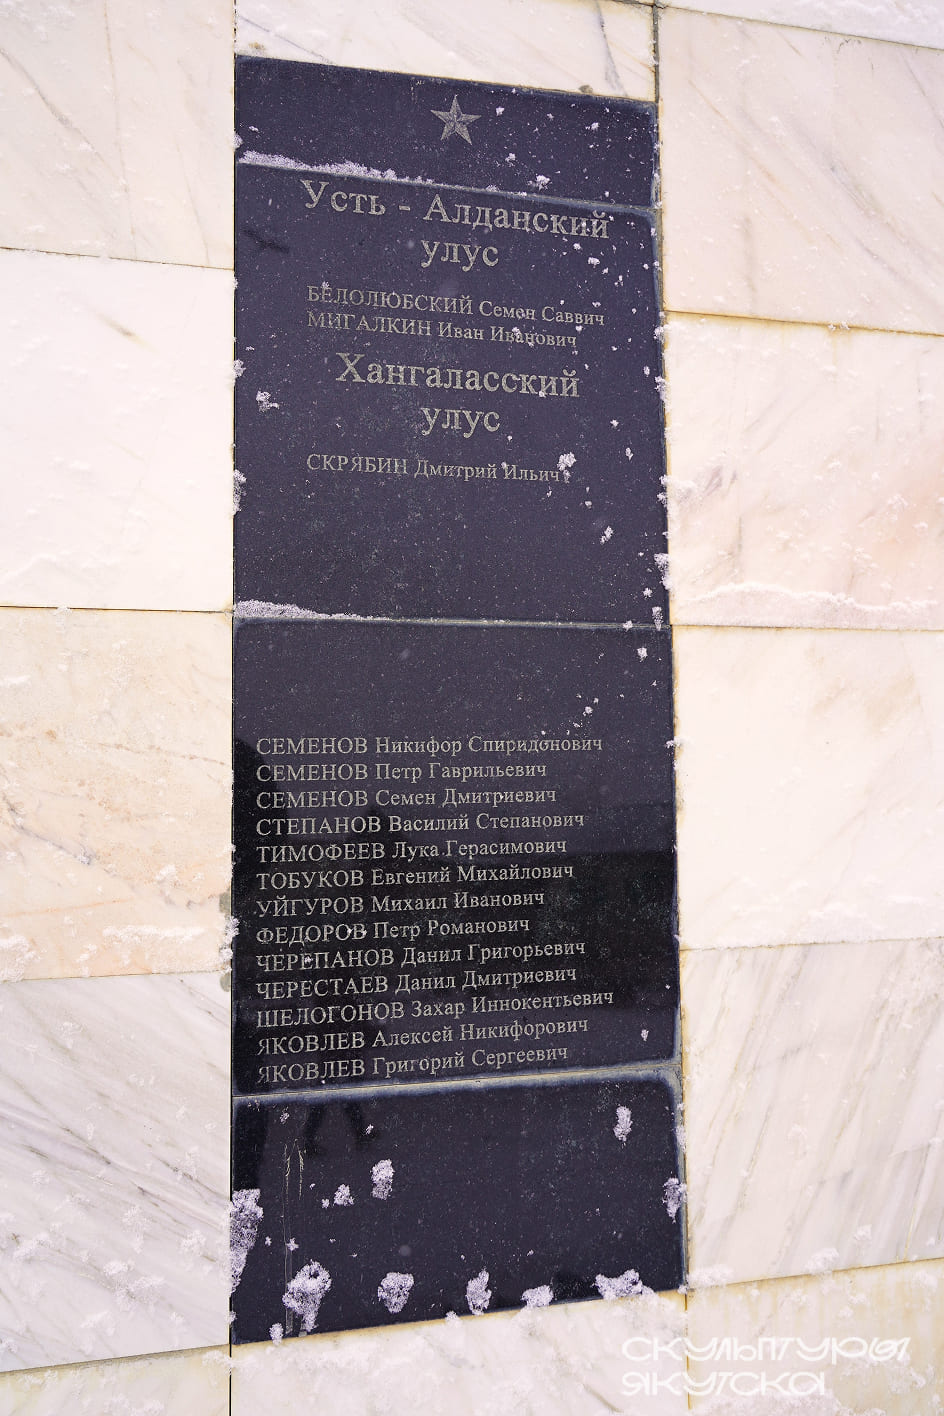 Усть - Алданский
улус
БЕЛОЛЮБСКИЙ Семен Саввич
МИГАЛКИН Иван Иванович
Хангаласский
улус
СКРЯБИН Дмитрий Ильич
СЕМЕНОВ Никифор Спиридонович
СЕМЕНОВ Петр Гаврильевич
СЕМЕНОВ Семен Дмитриевич
СТЕПАНОВ Василий Степанович
ТИМОФЕЕВ Лука Герасимович
ТОБУКОВ Евгений Михайлович
УЙГУРОВ Михаил Иванович
ФЕДОРОВ Петр Романович
ЧЕРЕПАНОВ Данил Григорьевич
ЧЕРЕСТАЕВ Данил Дмитриевич
ШЕЛОГОНОВ Захар Иннокентьевич
ЯКОВЛЕВ Алексей Никифорович
ЯКОВЛЕВ Григорий Сергеевич
СКУЛЬПТУРЫ
ЯКУТСКА